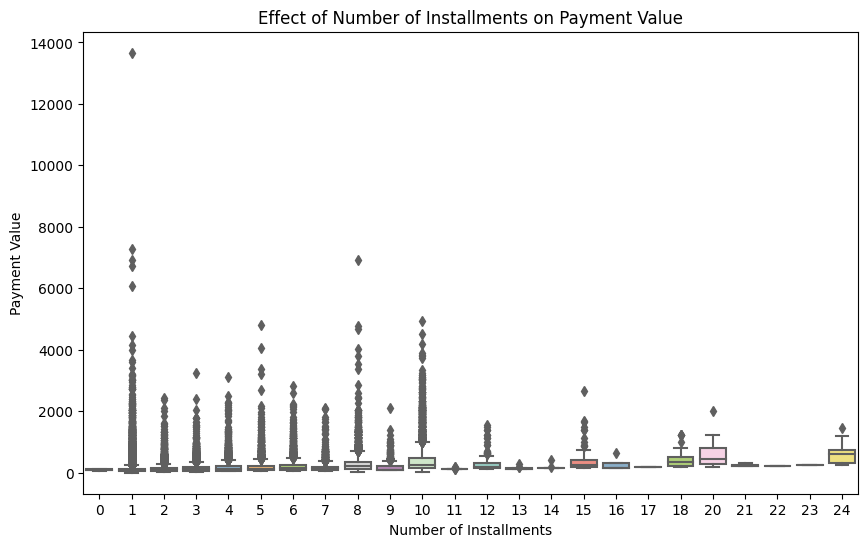 Effect of Number of Installments on Payment Value
14000
12000
10000
8000
6000
4000
2000
0
Payment Value
0 1 2 3 4 5 6 7 8 9 10 11 12 13 14 15 16 17 18 20 21 22 23 24
Number of Installments